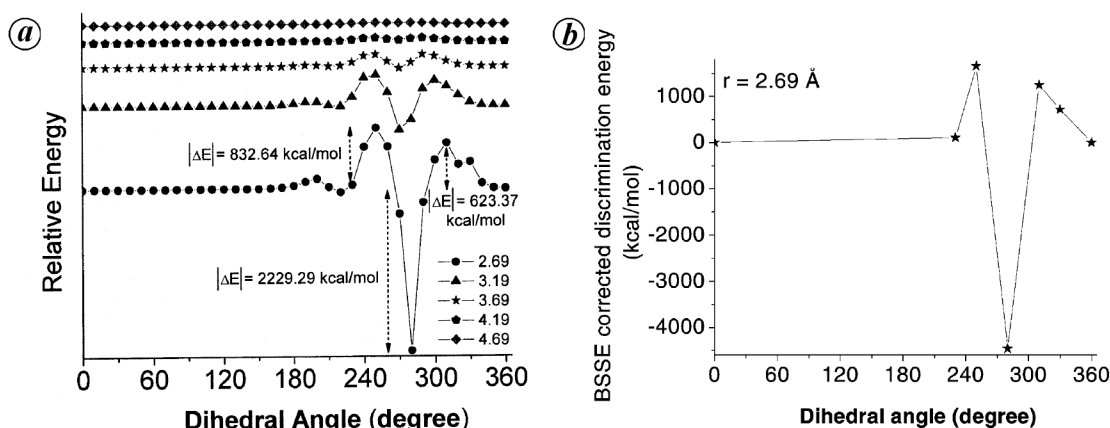 a
Relative Energy
|ΔE| = 832.64 kcal/mol
|ΔE| = 623.37
kcal/mol
|ΔE| = 2229.29 kcal/mol
2.69
3.19
3.69
4.19
4.69
0 60 120 180 240 300 360
Dihedral Angle (degree)
b
BSSE corrected discrimination energy
(kcal/mol)
r = 2.69 Å
1000
0
-1000
-2000
-3000
-4000
0 60 120 180 240 300 360
Dihedral angle (degree)